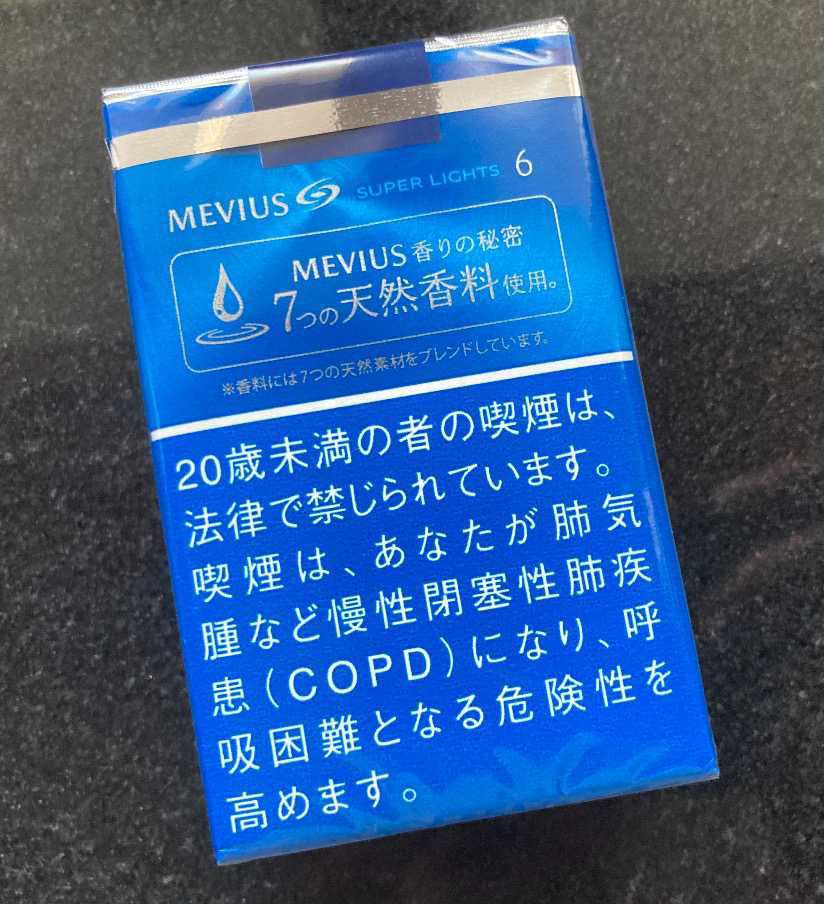 MEVIUS SUPER LIGHTS 6
MEVIUS 香りの秘密
7つの天然香料使用。
※香料には7つの天然素材をブレンドしています。
20歳未満の者の喫煙は、
法律で禁じられています。
喫煙は、あなたが肺気
腫など慢性閉塞性肺疾
患(COPD)になり、呼
吸困難となる危険性を
高めます。